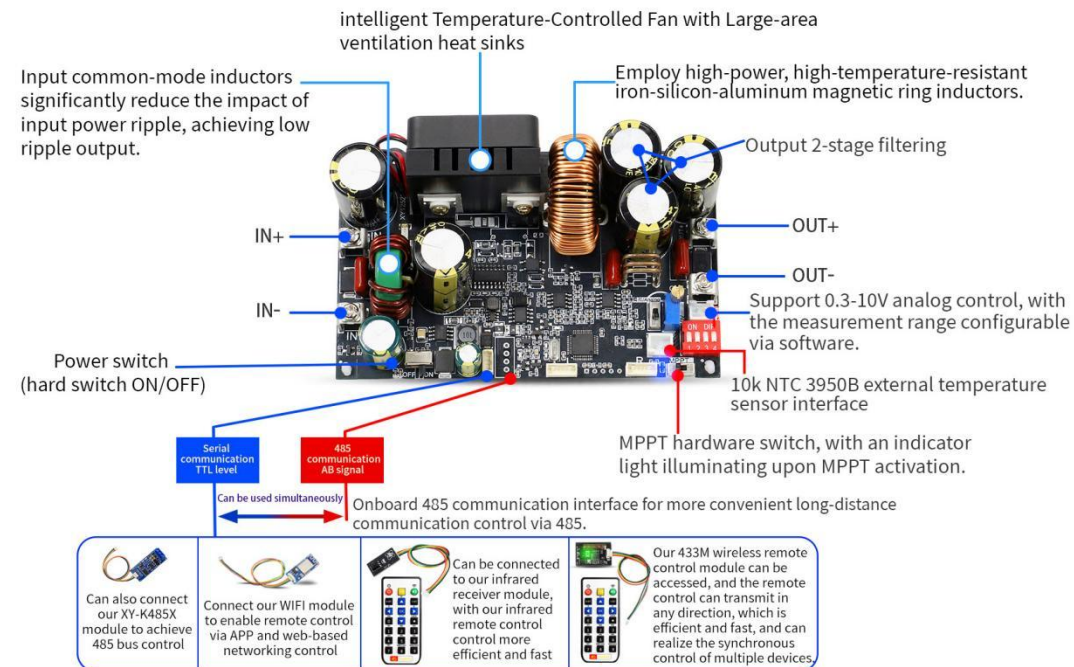 intelligent Temperature-Controlled Fan with Large-area
ventilation heat sinks
Input common-mode inductors
significantly reduce the impact of
input power ripple, achieving low
ripple output.
Employ high-power, high-temperature-resistant
iron-silicon-aluminum magnetic ring inductors.
Output 2-stage filtering
IN+
OUT+
IN-
OUT-
Support 0.3-10V analog control, with
the measurement range configurable
via software.
Power switch
(hard switch ON/OFF)
10k NTC 3950B external temperature
sensor interface
MPPT hardware switch, with an indicator
light illuminating upon MPPT activation.
Serial
communication
TTL level
485
communication
AB signal
Can be used simultaneously
Onboard 485 communication interface for more convenient long-distance
communication control via 485.
Can also connect
our XY-K485X
module to achieve
485 bus control
Connect our WIFI module
to enable remote control
via APP and web-based
networking control
Can be connected
to our infrared
receiver module,
with our infrared
remote control
control more
efficient and fast
Our 433M wireless remote
control module can be
accessed, and the remote
control can transmit in
any direction, which is
efficient and fast, and can
realize the synchronous
control of multiple devices